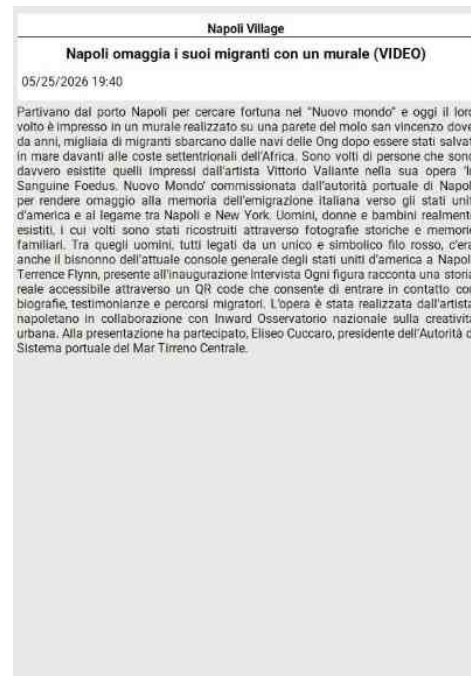 Napoli Village
Napoli omaggia i suoi migranti con un murale (VIDEO)
05/25/2026 19:40
Partivano dal porto Napoli per cercare fortuna nel "Nuovo mondo" e oggi il loro
volto è impresso in un murale realizzato su una parete del molo san vincenzo dove
da anni, migliaia di migranti sbarcano dalle navi delle Ong dopo essere stati salvat
in mare davanti alle coste settentrionali dell'Africa. Sono volti di persone che sono
davvero esistite quelli impressi dall'artista Vittorio Valiante nella sua opera 'In
Sanguine Foedus. Nuovo Mondo' commissionata dall'autorità portuale di Napol
per rendere omaggio alla memoria dell'emigrazione italiana verso gli stati unit
d'america e al legame tra Napoli e New York. Uomini, donne e bambini realmente
esistiti, i cui volti sono stati ricostruiti attraverso fotografie storiche e memorie
familiari. Tra quegli uomini, tutti legati da un unico e simbolico filo rosso, c'era
anche il bisnonno dell'attuale console generale degli stati uniti d'america a Napol
Terrence Flynn, presente all'inaugurazione Intervista Ogni figura racconta una storia
reale accessibile attraverso un QR code che consente di entrare in contatto con
biografie, testimonianze e percorsi migratori. L'opera è stata realizzata dall'artista
napoletano in collaborazione con Inward Osservatorio nazionale sulla creatività
urbana. Alla presentazione ha partecipato, Eliseo Cuccaro, presidente dell'Autorità d
Sistema portuale del Mar Tirreno Centrale.